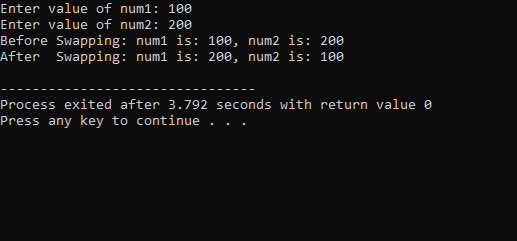 Enter value of num1: 100
Enter value of num2: 200
Before Swapping: num1 is: 100, num2 is: 200
After  Swapping: num1 is: 200, num2 is: 100
--------------------------------
Process exited after 3.792 seconds with return value 0
Press any key to continue . . .